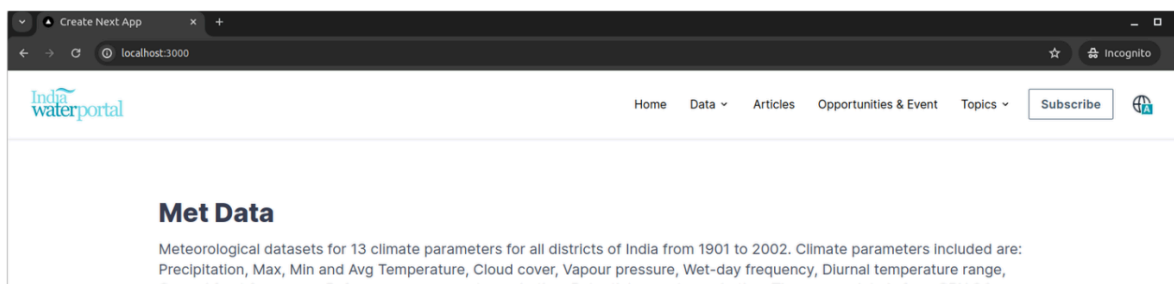 Create Next App
localhost:3000
Incognito
India
waterportal
Home Data Articles Opportunities & Event Topics Subscribe
A
Met Data
Meteorological datasets for 13 climate parameters for all districts of India from 1901 to 2002. Climate parameters included are:
Precipitation, Max, Min and Avg Temperature, Cloud cover, Vapour pressure, Wet-day frequency, Diurnal temperature range,